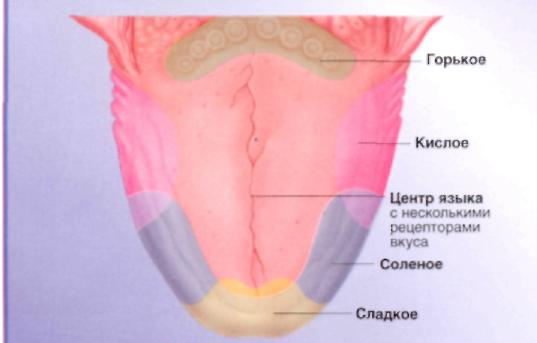 Горькое
Кислое
Центр языка
с несколькими
рецепторами
вкуса
Соленое
Сладкое